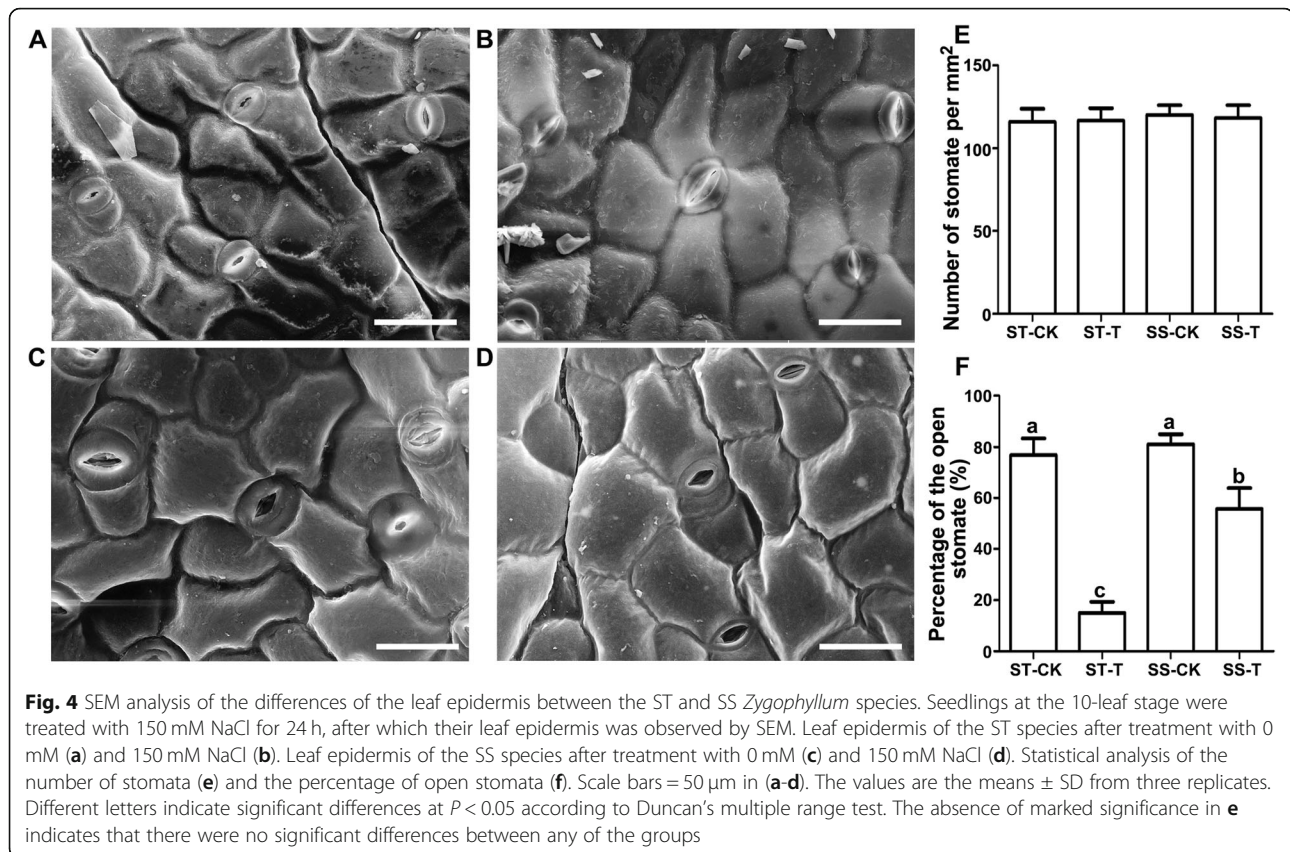 A
B
C
D
E
Number of stomate per mm²
150
100
50
0
ST-CK ST-T SS-CK SS-T
F
Percentage of the open
stomate (%)
100
80
60
40
20
0
a
c
a
b
ST-CK ST-T SS-CK SS-T
Fig. 4 SEM analysis of the differences of the leaf epidermis between the ST and SS Zygophyllum species. Seedlings at the 10-leaf stage were
treated with 150 mM NaCl for 24 h, after which their leaf epidermis was observed by SEM. Leaf epidermis of the ST species after treatment with 0
mM (a) and 150 mM NaCl (b). Leaf epidermis of the SS species after treatment with 0 mM (c) and 150 mM NaCl (d). Statistical analysis of the
number of stomata (e) and the percentage of open stomata (f). Scale bars = 50 μm in (a-d). The values are the means ± SD from three replicates.
Different letters indicate significant differences at P < 0.05 according to Duncan's multiple range test. The absence of marked significance in e
indicates that there were no significant differences between any of the groups